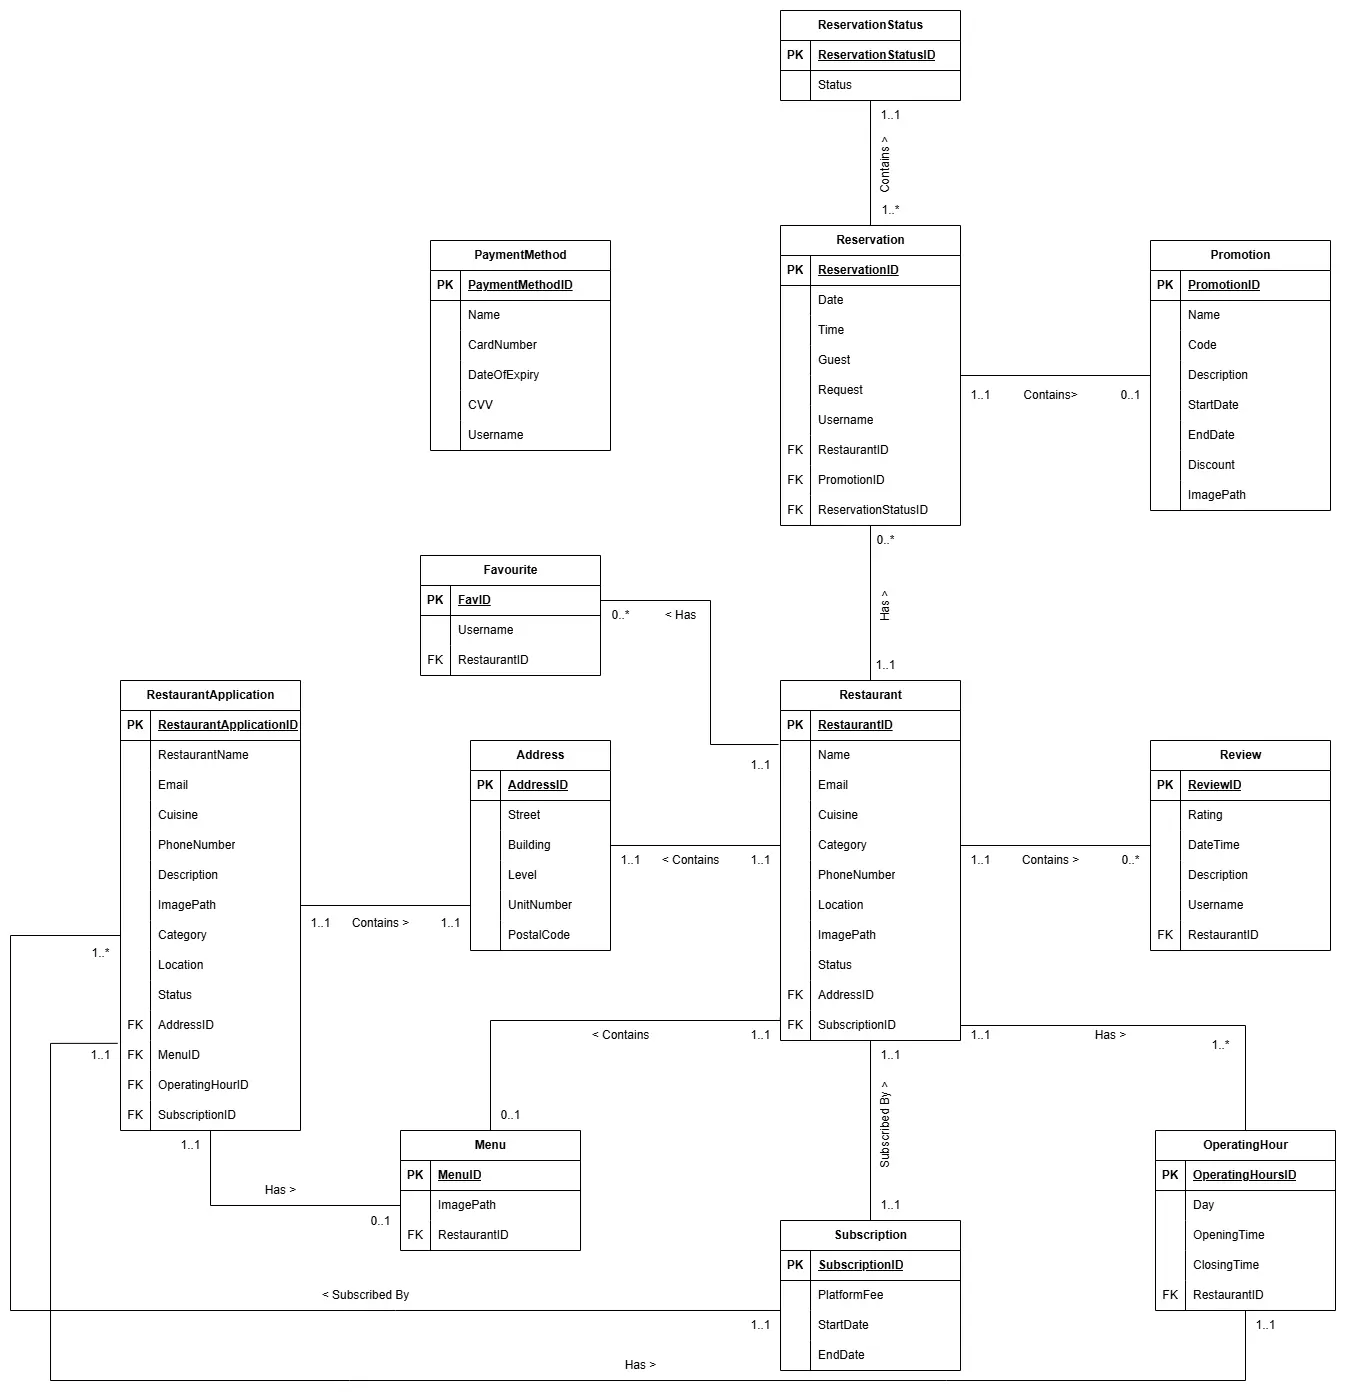 ReservationStatus
PK ReservationStatusID
Status
1..1
Contains >
1..*
PaymentMethod
PK PaymentMethodID
Name
CardNumber
DateOfExpiry
CVV
Username
Reservation
PK ReservationID
Date
Time
Guest
Request
Username
FK RestaurantID
FK PromotionID
FK ReservationStatusID
1..1 Contains> 0..1
Promotion
PK PromotionID
Name
Code
Description
StartDate
EndDate
Discount
ImagePath
0..*
Has >
1..1
Favourite
PK FavID
Username
FK RestaurantID
0..* < Has
1..1
RestaurantApplication
PK RestaurantApplicationID
RestaurantName
Email
Cuisine
PhoneNumber
Description
ImagePath
Category
Location
Status
FK AddressID
FK MenuID
FK OperatingHourID
FK SubscriptionID
1..*
1..1
1..1
1..1 Contains > 1..1
Address
PK AddressID
Street
Building
Level
UnitNumber
PostalCode
1..1 < Contains 1..1
Restaurant
PK RestaurantID
Name
Email
Cuisine
Category
PhoneNumber
Location
ImagePath
Status
FK AddressID
FK SubscriptionID
1..1 Contains > 0..*
Review
PK ReviewID
Rating
DateTime
Description
Username
FK RestaurantID
< Contains 1..1
0..1
1..1 Has >
1..*
1..1
Subscribed By >
1..1
Has >
0..1
Menu
PK MenuID
ImagePath
FK RestaurantID
OperatingHour
PK OperatingHoursID
Day
OpeningTime
ClosingTime
FK RestaurantID
Subscription
PK SubscriptionID
PlatformFee
StartDate
EndDate
< Subscribed By
1..1
1..1
Has >